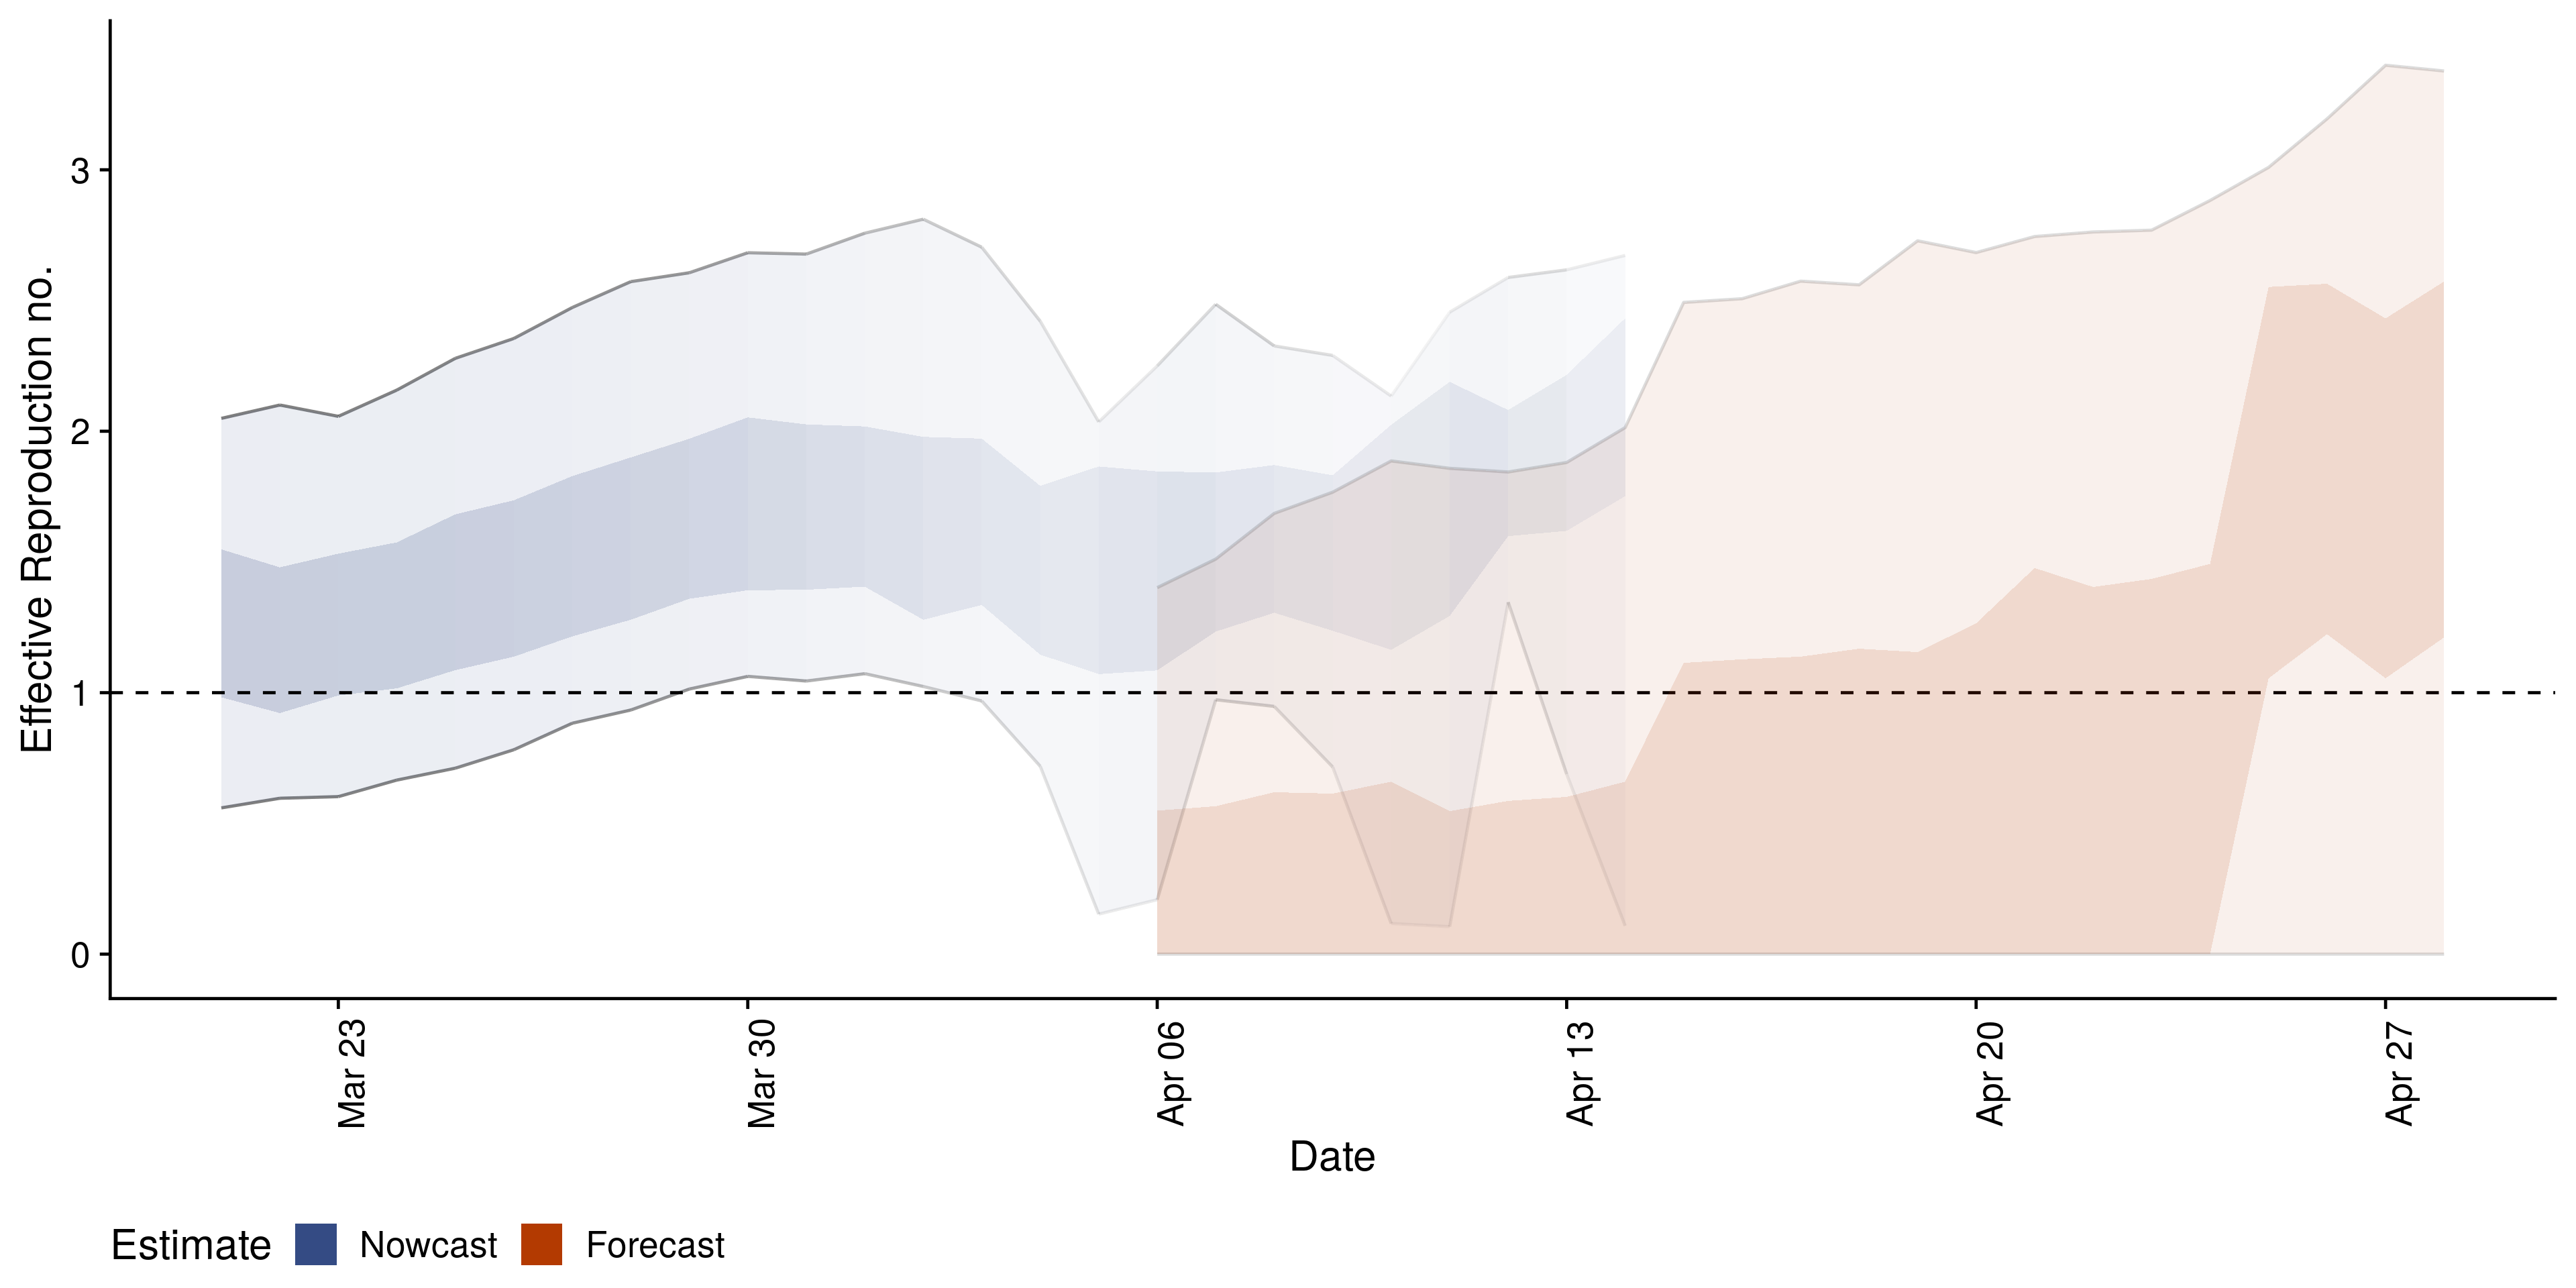 Effective Reproduction no.
3
2
1
0
Mar 23
Mar 30
Apr 06
Apr 13
Apr 20
Apr 27
Date
Estimate Nowcast Forecast